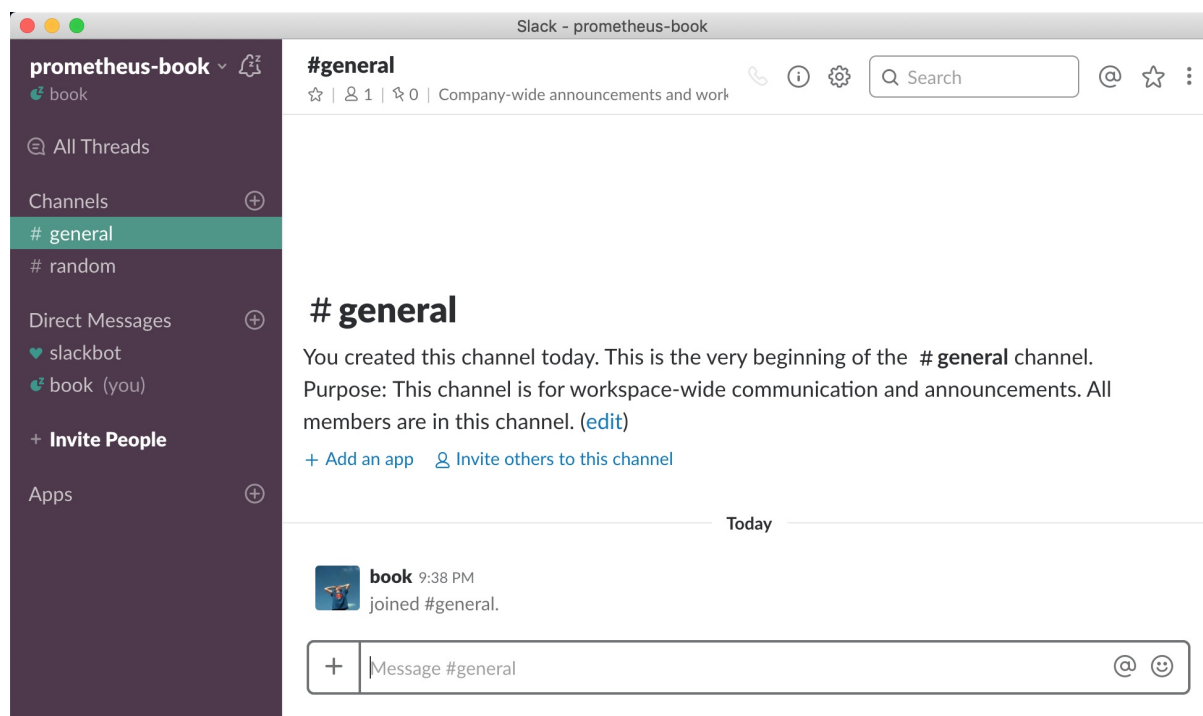 Slack - prometheus-book
prometheus-book
book
All Threads
Channels
# general
# random
Direct Messages
slackbot
book (you)
+ Invite People
Apps
#general
1 | 0 | Company-wide announcements and work
Search
# general
You created this channel today. This is the very beginning of the # general channel.
Purpose: This channel is for workspace-wide communication and announcements. All
members are in this channel. (edit)
+ Add an app Invite others to this channel
Today
book 9:38 PM
joined #general.
+ Message #general @